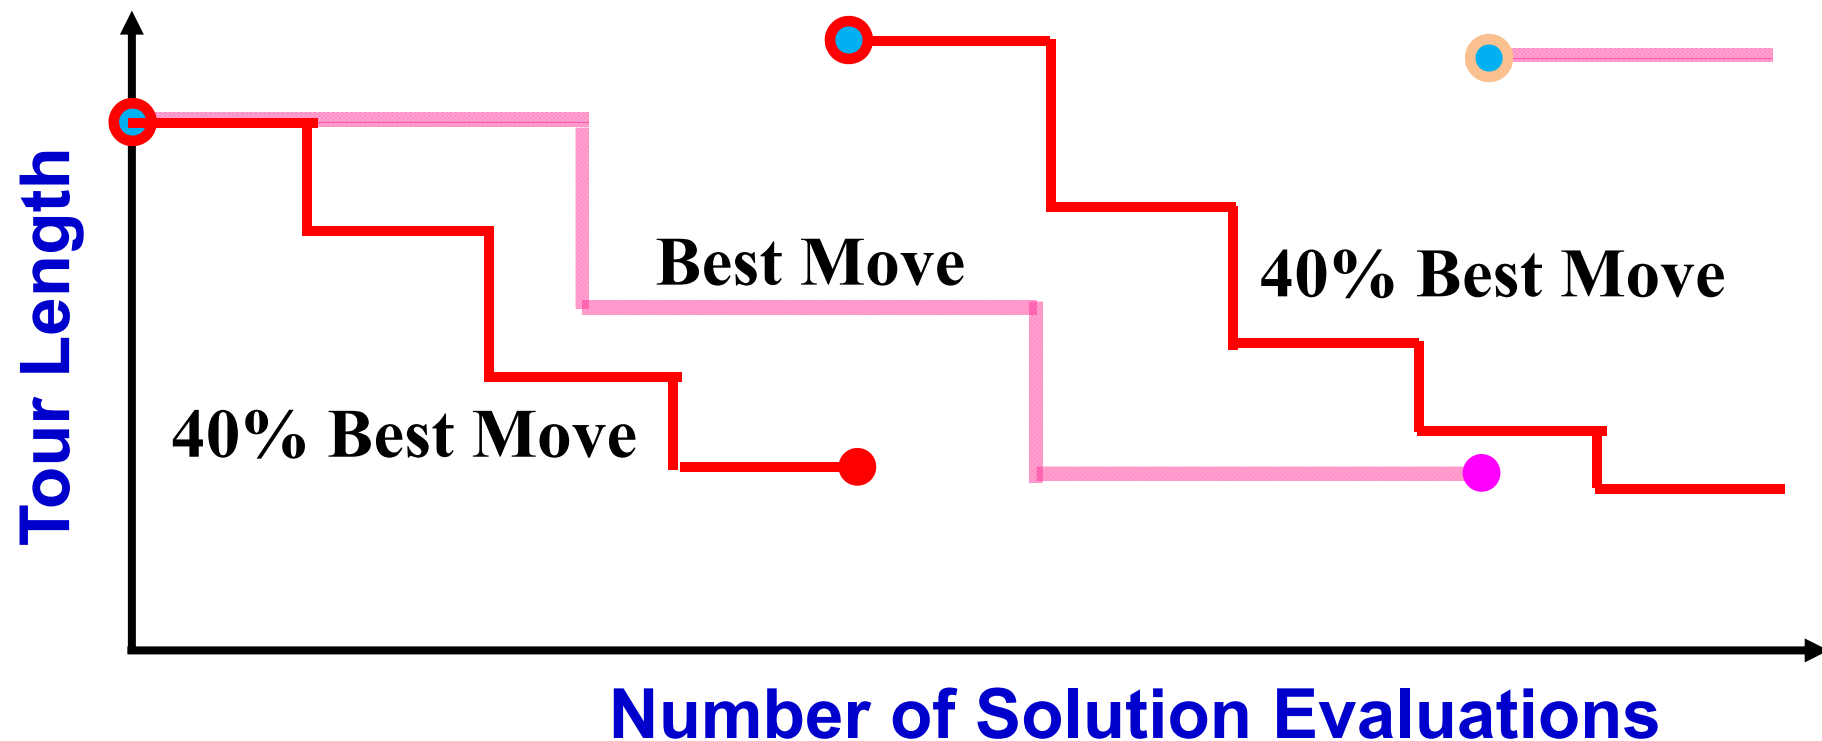 Tour Length
Best Move
40% Best Move
40% Best Move
Number of Solution Evaluations